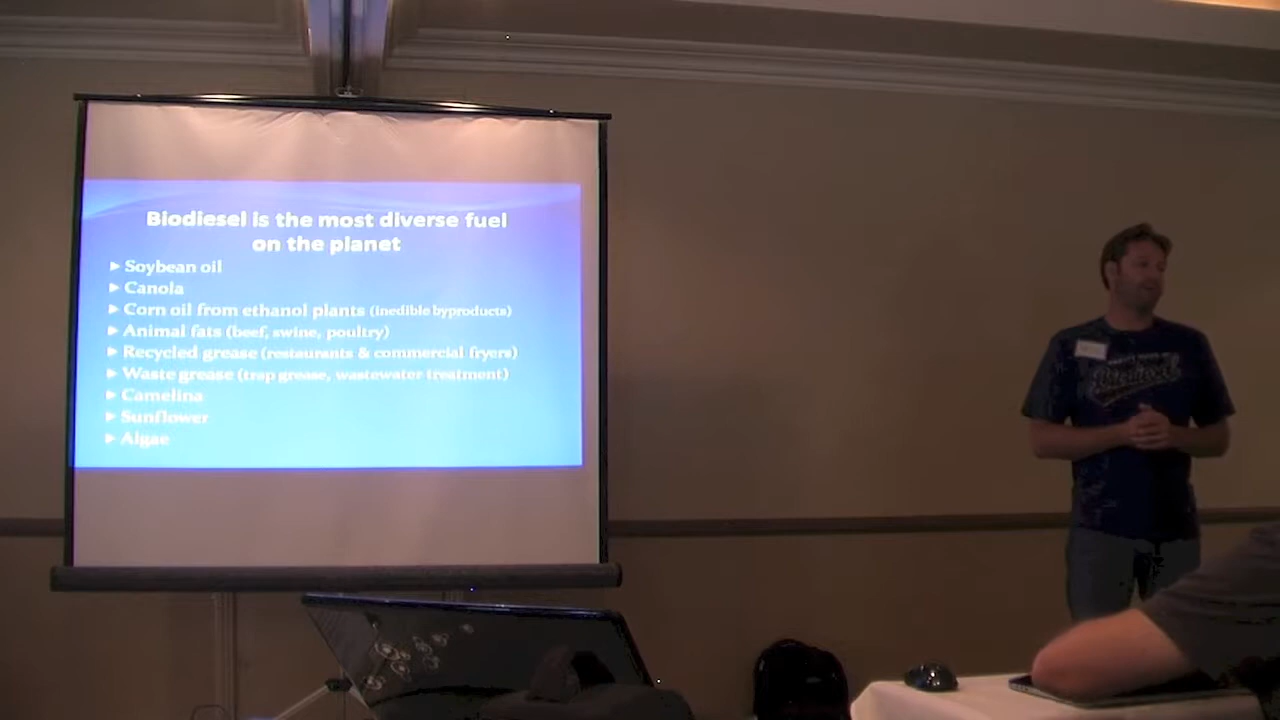 Biodiesel is the most diverse fuel
on the planet
► Soybean oil
► Canola
► Corn oil from ethanol plants (inedible byproducts)
► Animal fats (beef, swine, poultry)
► Recycled grease (restaurants & commercial fryers)
► Waste grease (trap grease, wastewater treatment)
► Camelina
► Sunflower
► Algae